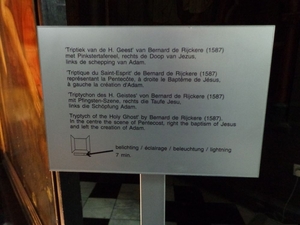 'Triptiek van de H. Geest' van Bernard de Rijckere (1587)
met Pinkstertafereel, rechts de Doop van Jezus,
links de schepping van Adam.
'Triptique du Saint-Esprit' de Bernard de Rijckere (1587)
représentant la Pentecôte, à droite le Baptême de Jésus,
à gauche la création d'Adam.
'Triptychon des H. Geistes' van Bernard de Rijckere (1587)
mit Pfingsten-Szene, rechts die Taufe Jesu,
links die Schöpfung Adam.
'Triptych of the Holy Ghost' by Bernard de Rijckere (1587),
in the centre the scene of Pentecost, right the baptism of Jesus
and left the creation of Adam.
belichting / éclairage / beleuchtung / lightning
7 min.